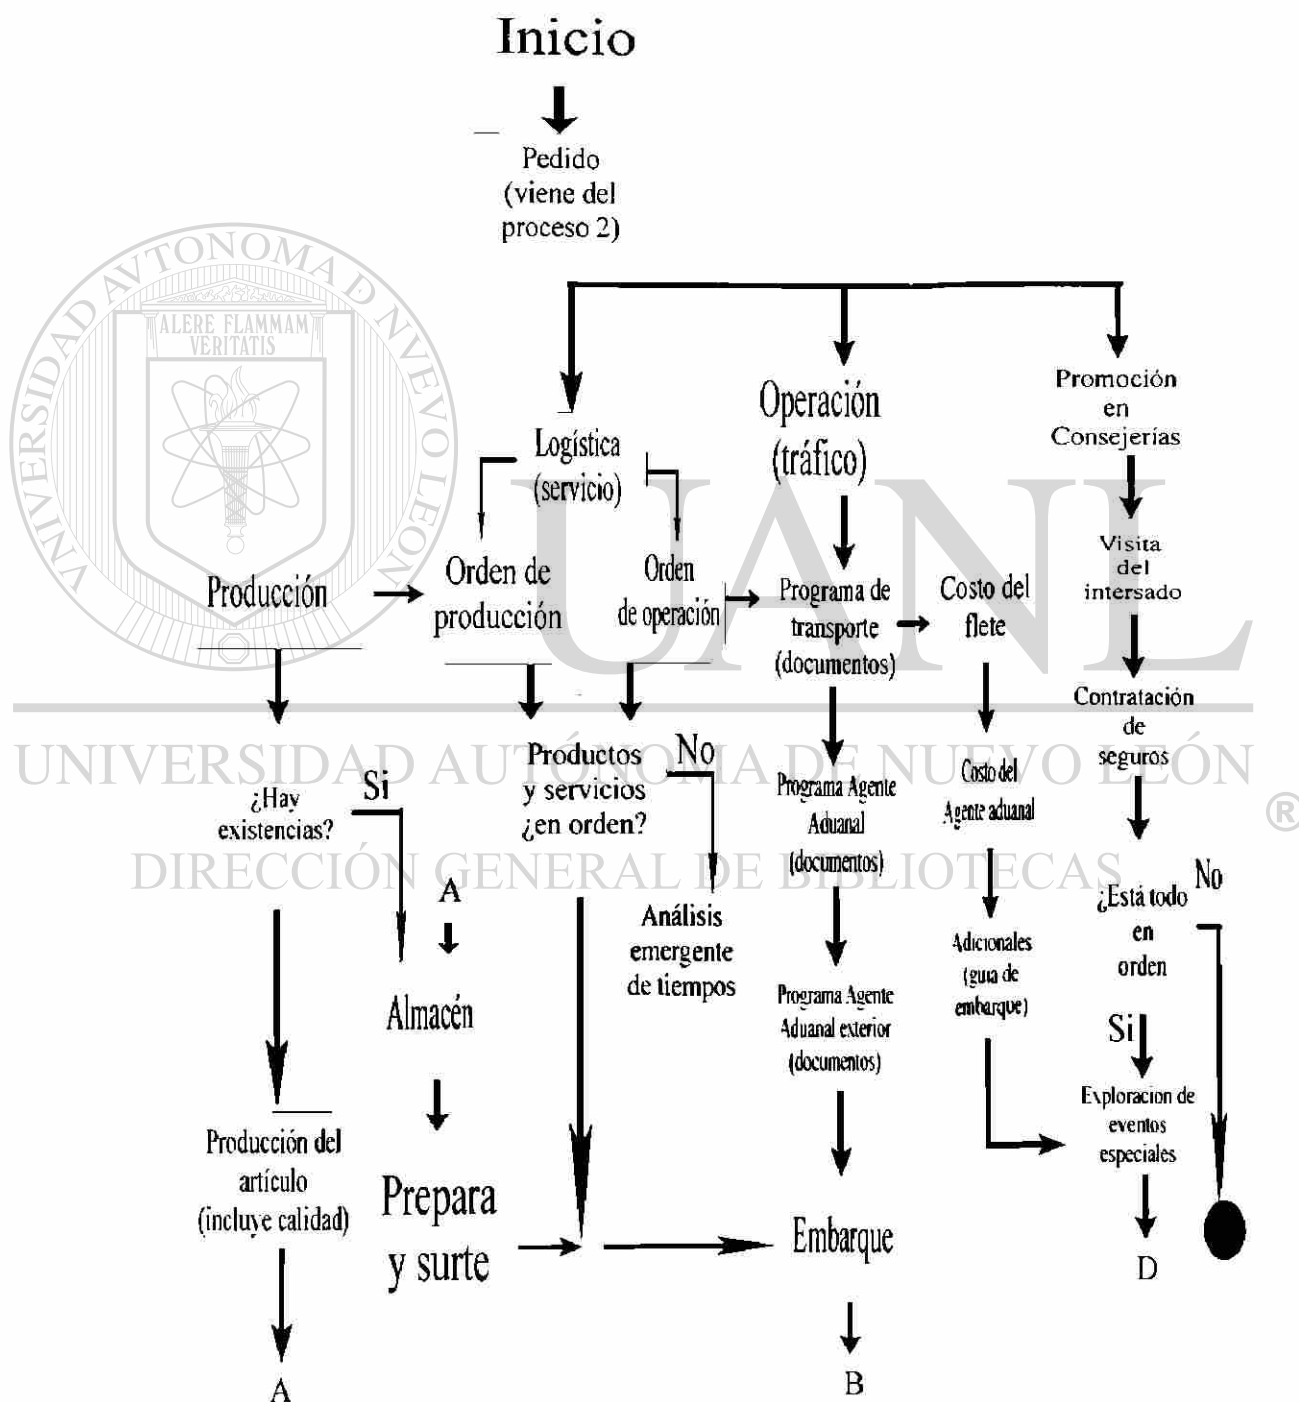 Inicio
Pedido
(viene del
proceso 2)
UNIVERSIDAD AVTONOMA DE NVEVO LEON
ALERE FLAMMAM
VERITATIS
Logística
(servicio)
Operación
(tráfico)
Promoción
en
Consejerías
Producción
Orden de
producción
Orden
de operación
Programa de
transporte
(documentos)
Costo del
flete
Visita
del
intersado
UANL
Contratación
de
seguros
UNIVERSIDAD AUTÓNOMA DE NUEVO LEÓN
®
DIRECCIÓN GENERAL DE BIBLIOTECAS
¿Hay
existencias?
Si
Productos
y servicios
¿en orden?
No
Programa Agente
Aduanal
(documentos)
Costo del
Agente aduanal
¿Está todo
en
orden
No
A
Almacén
Análisis
emergente
de tiempos
Programa Agente
Aduanal exterior
(documentos)
Adicionales
(guia de
embarque)
Si
Exploracion de
eventos
especiales
Producción del
artículo
(incluye calidad)
Prepara
y surte
Embarque
D
A
B